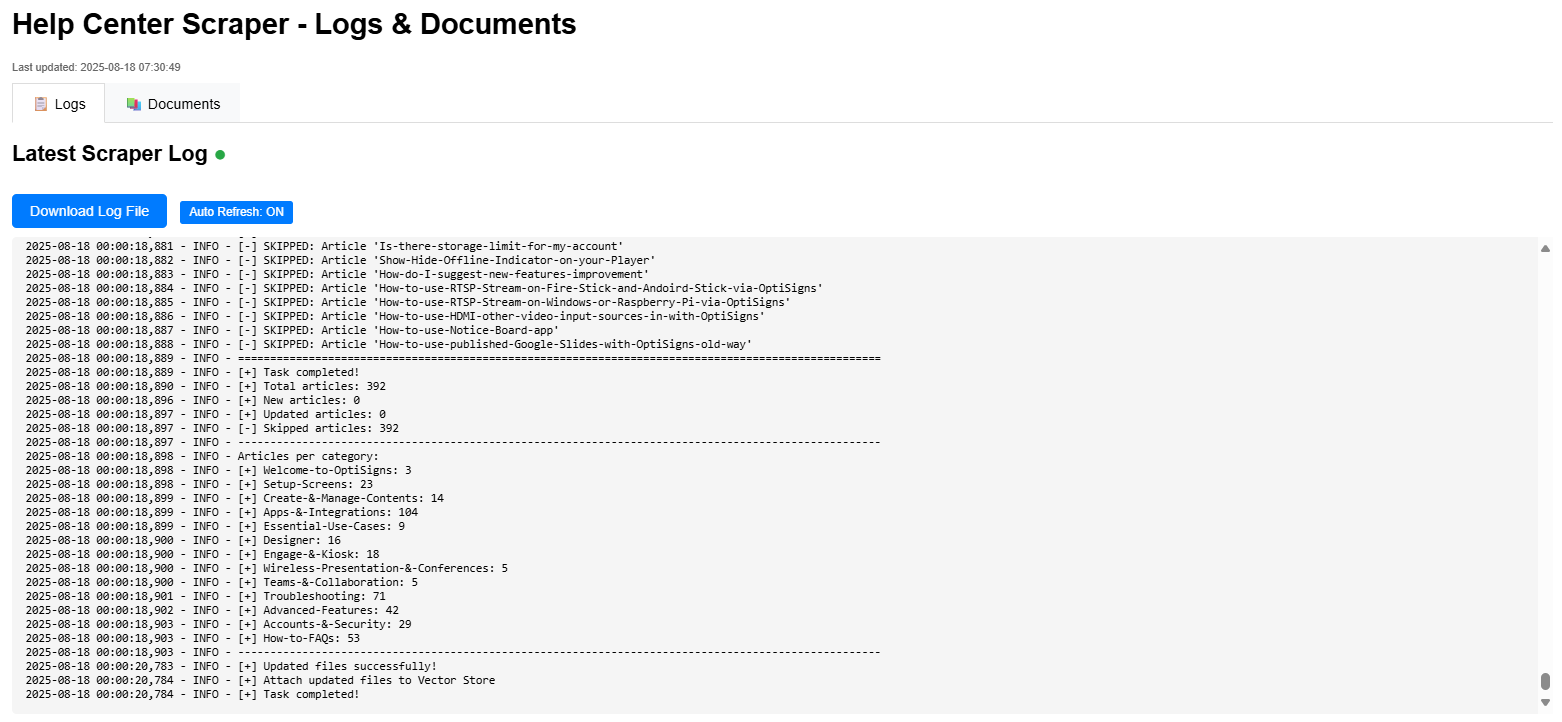 Help Center Scraper - Logs & Documents
Last updated: 2025-08-18 07:30:49
Logs
Documents
Latest Scraper Log
Download Log File
Auto Refresh: ON
2025-08-18 00:00:18,881 - INFO - [-] SKIPPED: Article 'Is-there-storage-limit-for-my-account'
2025-08-18 00:00:18,882 - INFO - [-] SKIPPED: Article 'Show-Hide-Offline-Indicator-on-your-Player'
2025-08-18 00:00:18,883 - INFO - [-] SKIPPED: Article 'How-do-I-suggest-new-features-improvement'
2025-08-18 00:00:18,884 - INFO - [-] SKIPPED: Article 'How-to-use-RTSP-Stream-on-Fire-Stick-and-Andoird-Stick-via-OptiSigns'
2025-08-18 00:00:18,885 - INFO - [-] SKIPPED: Article 'How-to-use-RTSP-Stream-on-Windows-or-Raspberry-Pi-via-OptiSigns'
2025-08-18 00:00:18,886 - INFO - [-] SKIPPED: Article 'How-to-use-HDMI-other-video-input-sources-in-with-OptiSigns'
2025-08-18 00:00:18,887 - INFO - [-] SKIPPED: Article 'How-to-use-Notice-Board-app'
2025-08-18 00:00:18,888 - INFO - [-] SKIPPED: Article 'How-to-use-published-Google-Slides-with-OptiSigns-old-way'
2025-08-18 00:00:18,889 - INFO - ====================================================================================================
2025-08-18 00:00:18,889 - INFO - [+] Task completed!
2025-08-18 00:00:18,890 - INFO - [+] Total articles: 392
2025-08-18 00:00:18,896 - INFO - [+] New articles: 0
2025-08-18 00:00:18,897 - INFO - [+] Updated articles: 0
2025-08-18 00:00:18,897 - INFO - [-] Skipped articles: 392
2025-08-18 00:00:18,897 - INFO - ----------------------------------------------------------------------------------------------------
2025-08-18 00:00:18,898 - INFO - Articles per category:
2025-08-18 00:00:18,898 - INFO - [+] Welcome-to-OptiSigns: 3
2025-08-18 00:00:18,898 - INFO - [+] Setup-Screens: 23
2025-08-18 00:00:18,899 - INFO - [+] Create-&-Manage-Contents: 14
2025-08-18 00:00:18,899 - INFO - [+] Apps-&-Integrations: 104
2025-08-18 00:00:18,899 - INFO - [+] Essential-Use-Cases: 9
2025-08-18 00:00:18,900 - INFO - [+] Designer: 16
2025-08-18 00:00:18,900 - INFO - [+] Engage-&-Kiosk: 18
2025-08-18 00:00:18,900 - INFO - [+] Wireless-Presentation-&-Conferences: 5
2025-08-18 00:00:18,900 - INFO - [+] Teams-&-Collaboration: 5
2025-08-18 00:00:18,901 - INFO - [+] Troubleshooting: 71
2025-08-18 00:00:18,902 - INFO - [+] Advanced-Features: 42
2025-08-18 00:00:18,903 - INFO - [+] Accounts-&-Security: 29
2025-08-18 00:00:18,903 - INFO - [+] How-to-FAQs: 53
2025-08-18 00:00:18,903 - INFO - ----------------------------------------------------------------------------------------------------
2025-08-18 00:00:20,783 - INFO - [+] Updated files successfully!
2025-08-18 00:00:20,784 - INFO - [+] Attach updated files to Vector Store
2025-08-18 00:00:20,784 - INFO - [+] Task completed!